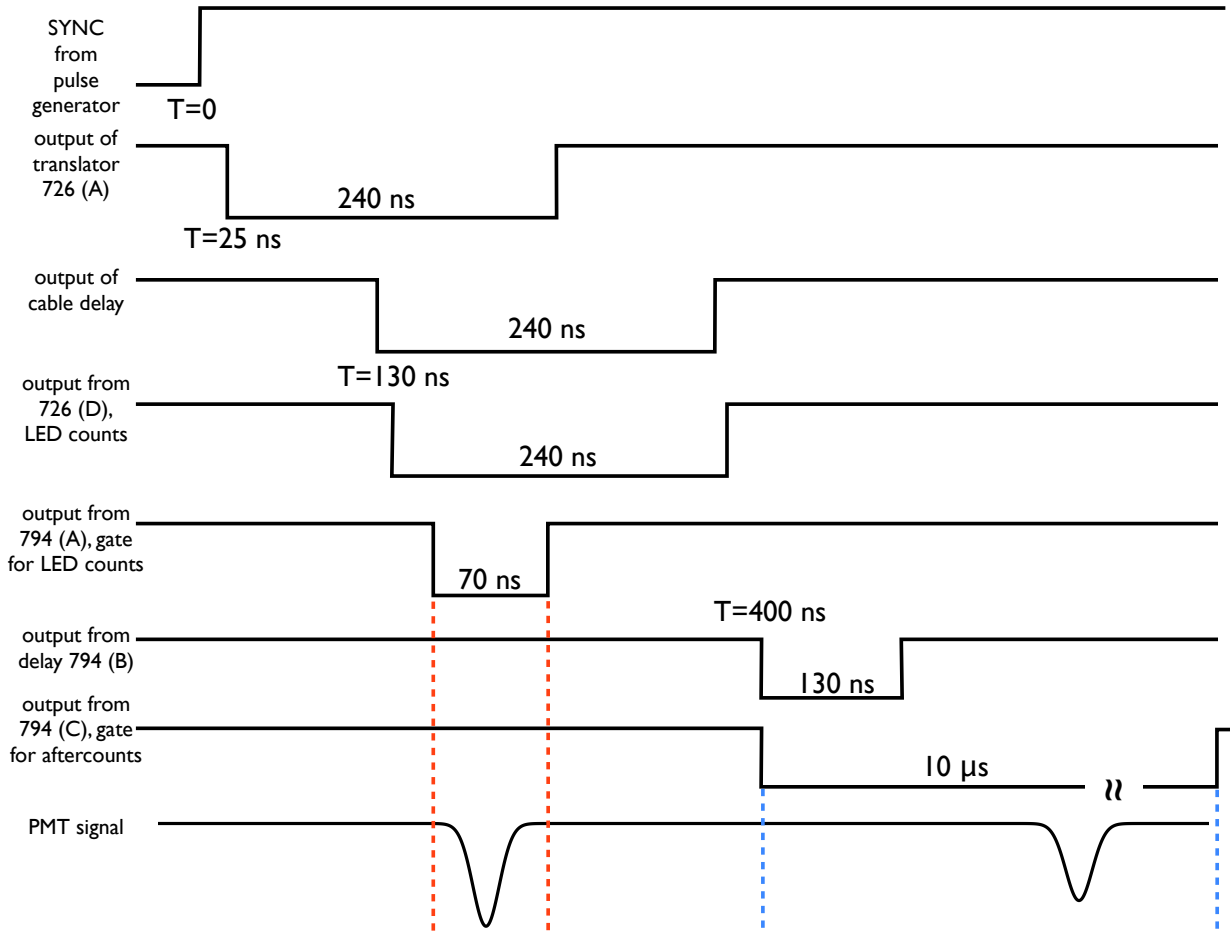 SYNC
from
pulse
generator
T=0
output of
translator
726 (A)
240 ns
T=25 ns
output of
cable delay
240 ns
T=130 ns
output from
726 (D),
LED counts
240 ns
output from
794 (A), gate
for LED counts
70 ns
T=400 ns
output from
delay 794 (B)
130 ns
output from
794 (C), gate
for aftercounts
10 µs
≈
PMT signal